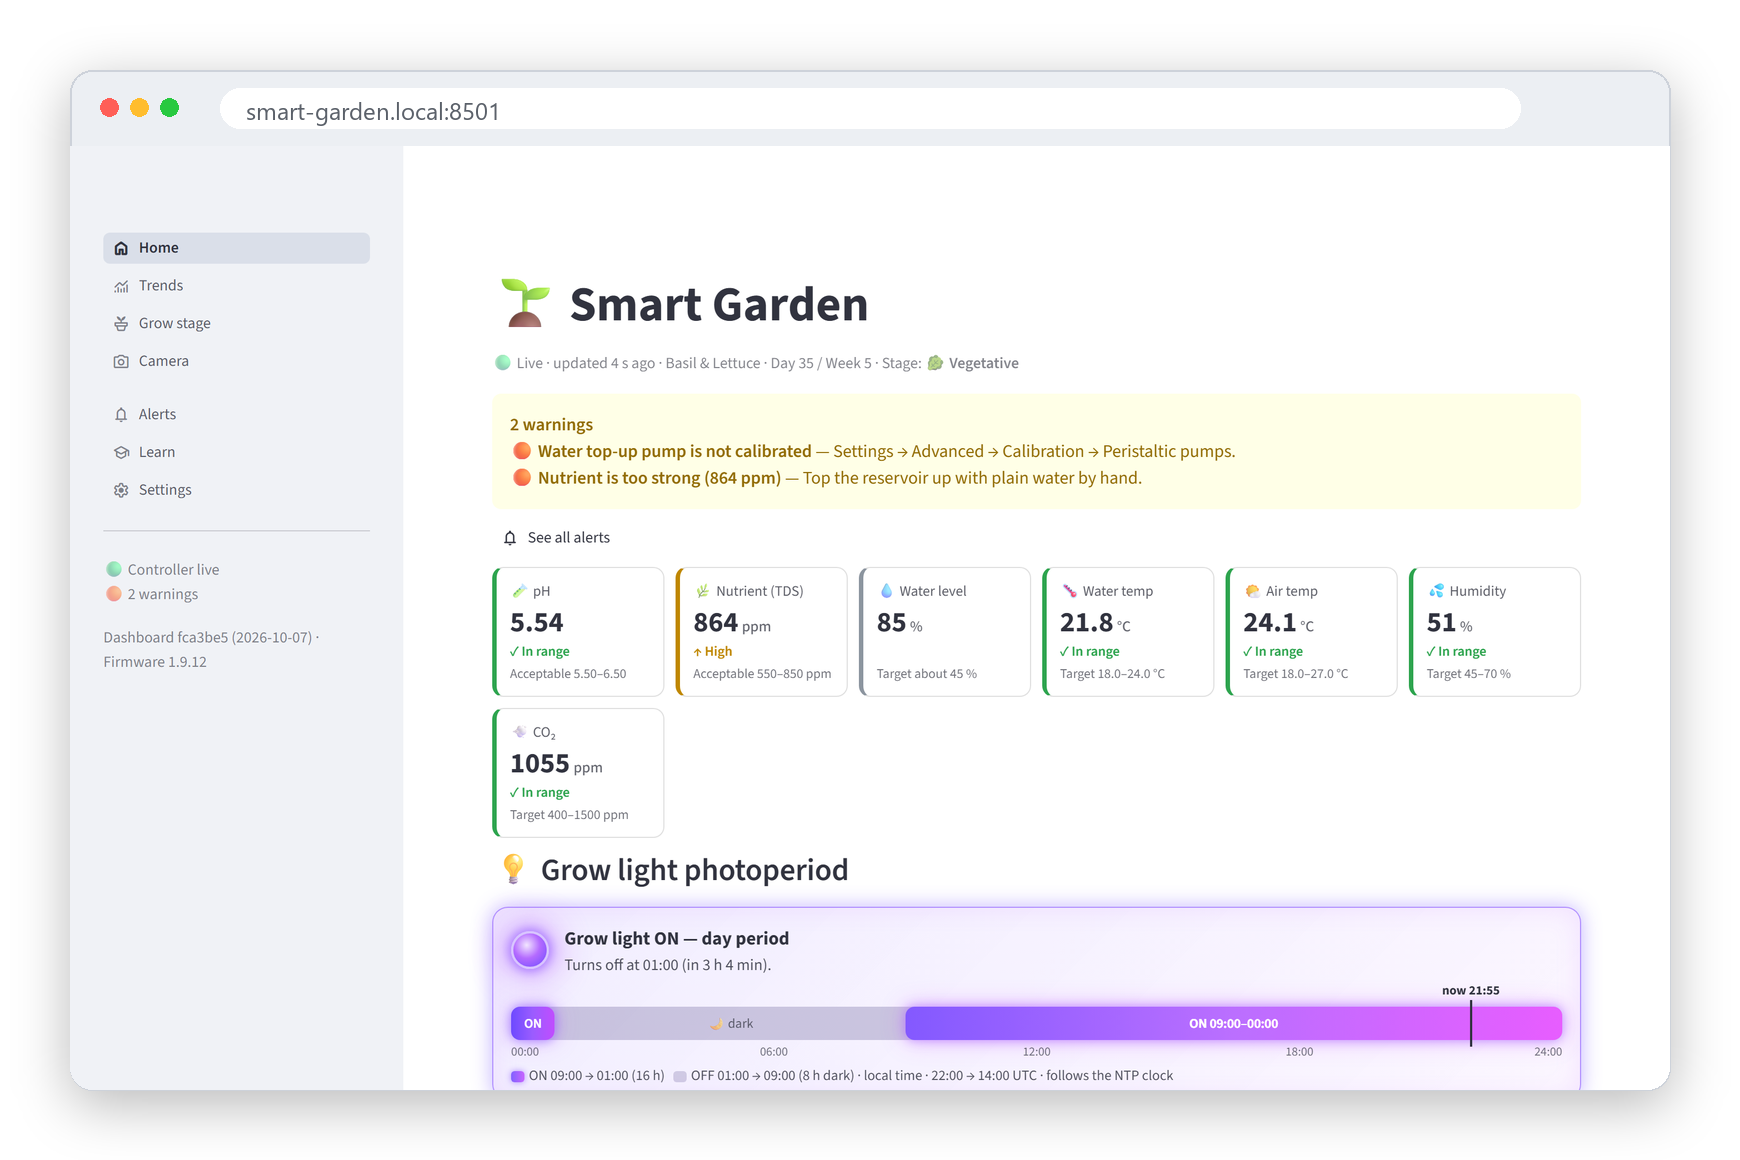 smart-garden.local:8501
Home
Trends
Grow stage
Camera
Alerts
Learn
Settings
Controller live
2 warnings
Dashboard fca3be5 (2026-10-07) ·
Firmware 1.9.12
Smart Garden
Live · updated 4 s ago · Basil & Lettuce · Day 35 / Week 5 · Stage: Vegetative
2 warnings
Water top-up pump is not calibrated — Settings → Advanced → Calibration → Peristaltic pumps.
Nutrient is too strong (864 ppm) — Top the reservoir up with plain water by hand.
See all alerts
pH
5.54
✓ In range
Acceptable 5.50–6.50
Nutrient (TDS)
864 ppm
↑ High
Acceptable 550–850 ppm
Water level
85 %
Target about 45 %
Water temp
21.8 °C
✓ In range
Target 18.0–24.0 °C
Air temp
24.1 °C
✓ In range
Target 18.0–27.0 °C
Humidity
51 %
✓ In range
Target 45–70 %
CO₂
1055 ppm
✓ In range
Target 400–1500 ppm
Grow light photoperiod
Grow light ON — day period
Turns off at 01:00 (in 3 h 4 min).
now 21:55
ON dark ON 09:00–00:00
00:00 06:00 12:00 18:00 24:00
ON 09:00 → 01:00 (16 h) OFF 01:00 → 09:00 (8 h dark) · local time · 22:00 → 14:00 UTC · follows the NTP clock